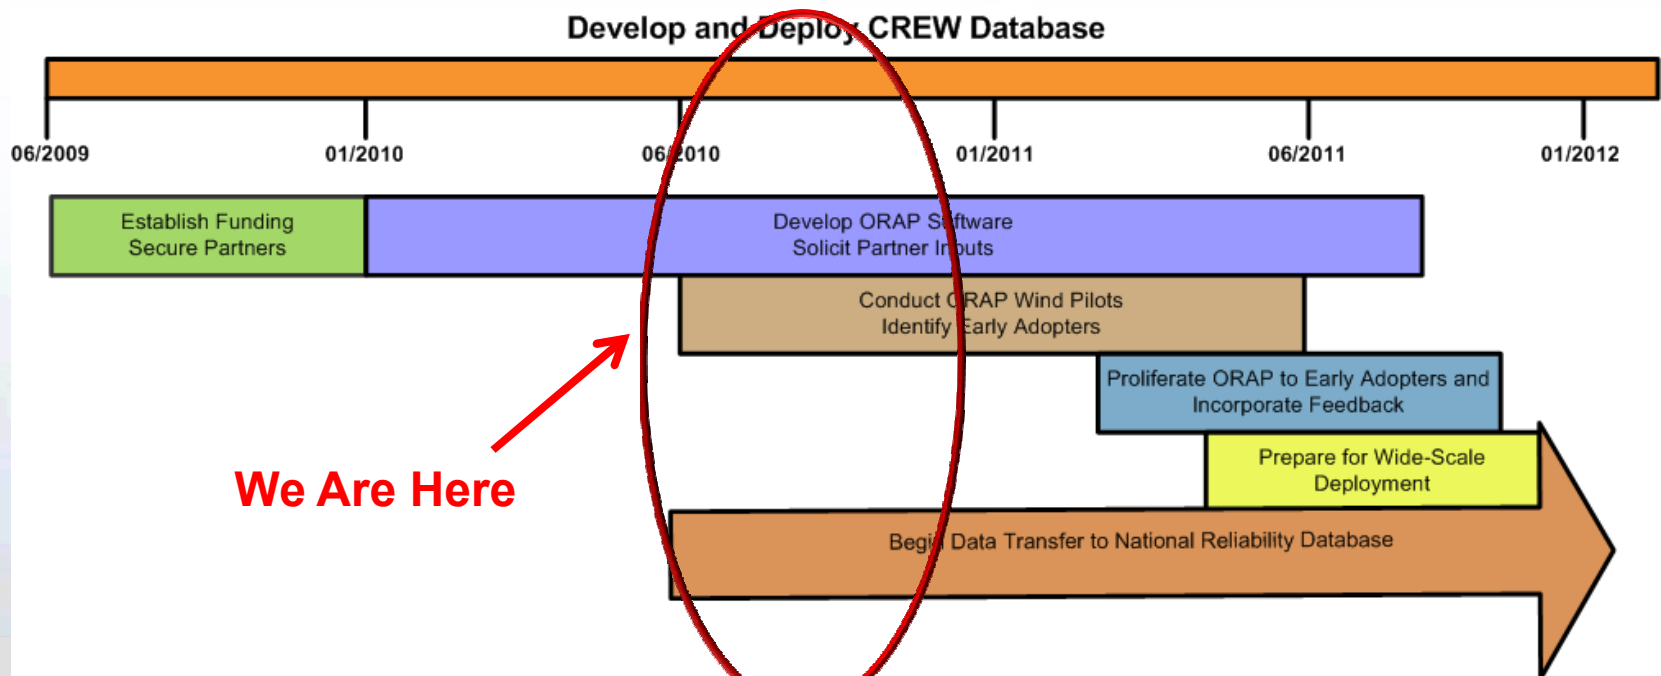 Develop and Deploy CREW Database
06/2009
01/2010
06/2010
01/2011
06/2011
01/2012
Establish Funding
Secure Partners
Develop ORAP Software
Solicit Partner Inputs
Conduct ORAP Wind Pilots
Identify Early Adopters
Proliferate ORAP to Early Adopters and
Incorporate Feedback
Prepare for Wide-Scale
Deployment
We Are Here
Begin Data Transfer to National Reliability Database